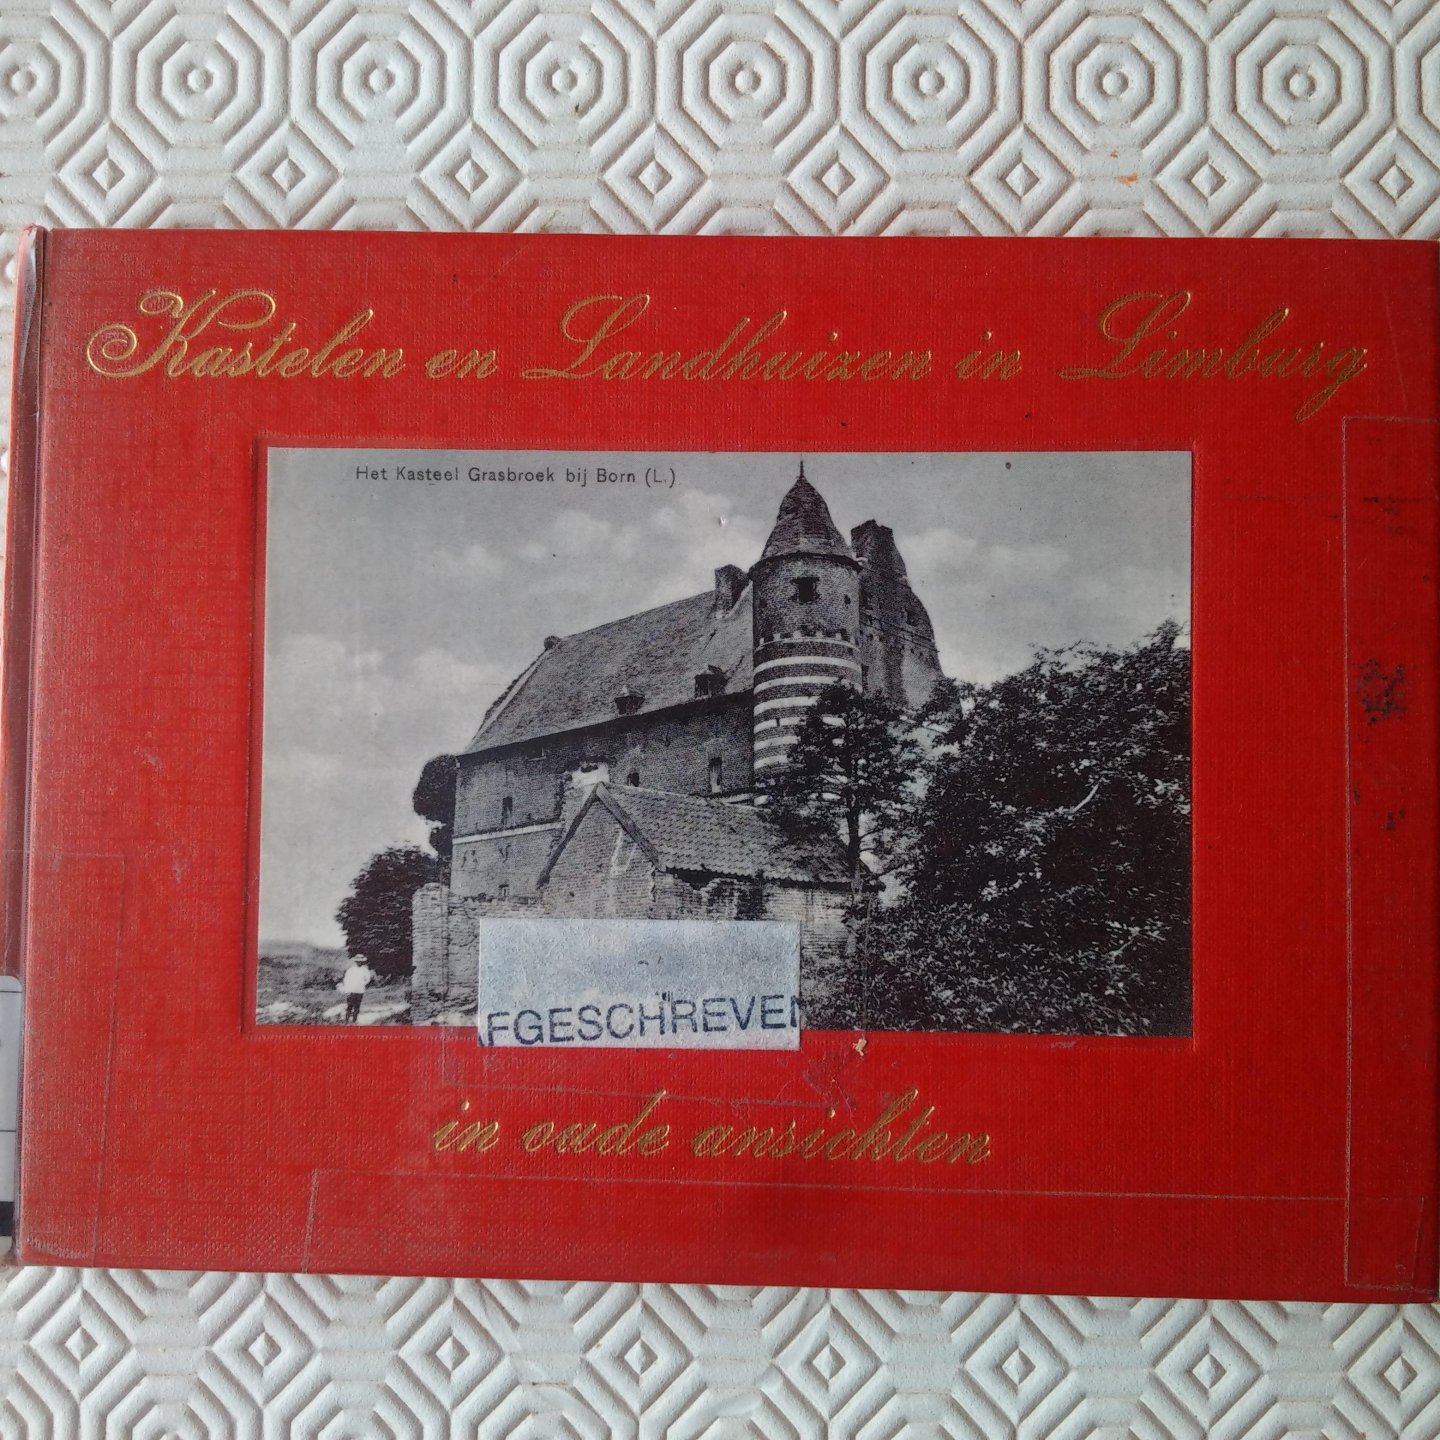 Kastelen en Landhuizen in Limburg
Het Kasteel Grasbroek bij Born (L.)
FGESCHREVEN
in oude ansichten